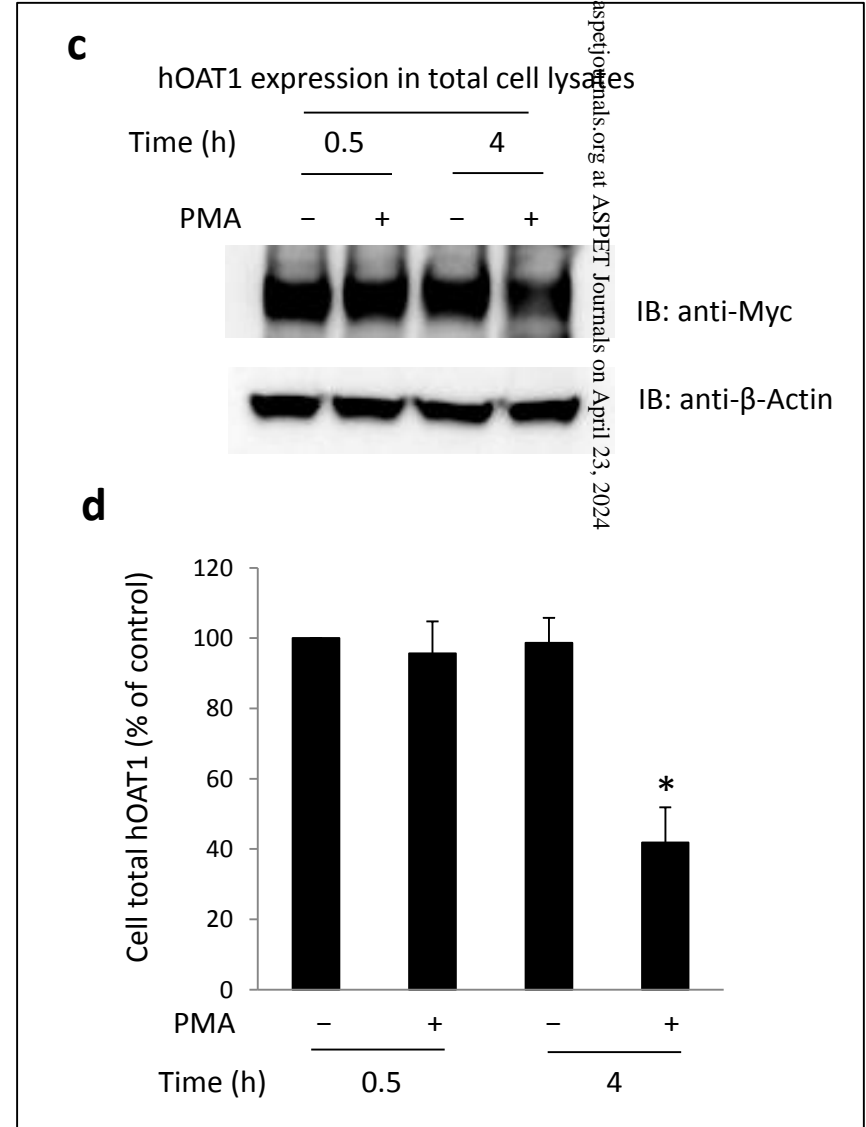 c
hOAT1 expression in total cell lysates
Time (h) 0.5 4
PMA − + − +
IB: anti-Myc
IB: anti-β-Actin
aspetjournals.org at ASPET Journals on April 23, 2024
d
Cell total hOAT1 (% of control)
120
100
80
60
40
20
0
*
PMA − + − +
Time (h) 0.5 4